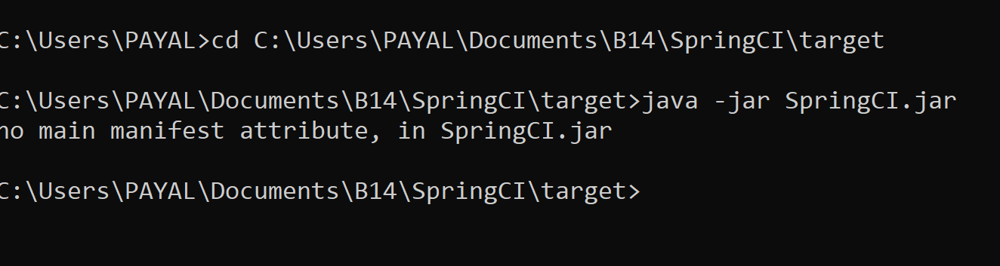 C:\Users\PAYAL>cd C:\Users\PAYAL\Documents\B14\SpringCI\target
C:\Users\PAYAL\Documents\B14\SpringCI\target>java -jar SpringCI.jar
no main manifest attribute, in SpringCI.jar
C:\Users\PAYAL\Documents\B14\SpringCI\target>